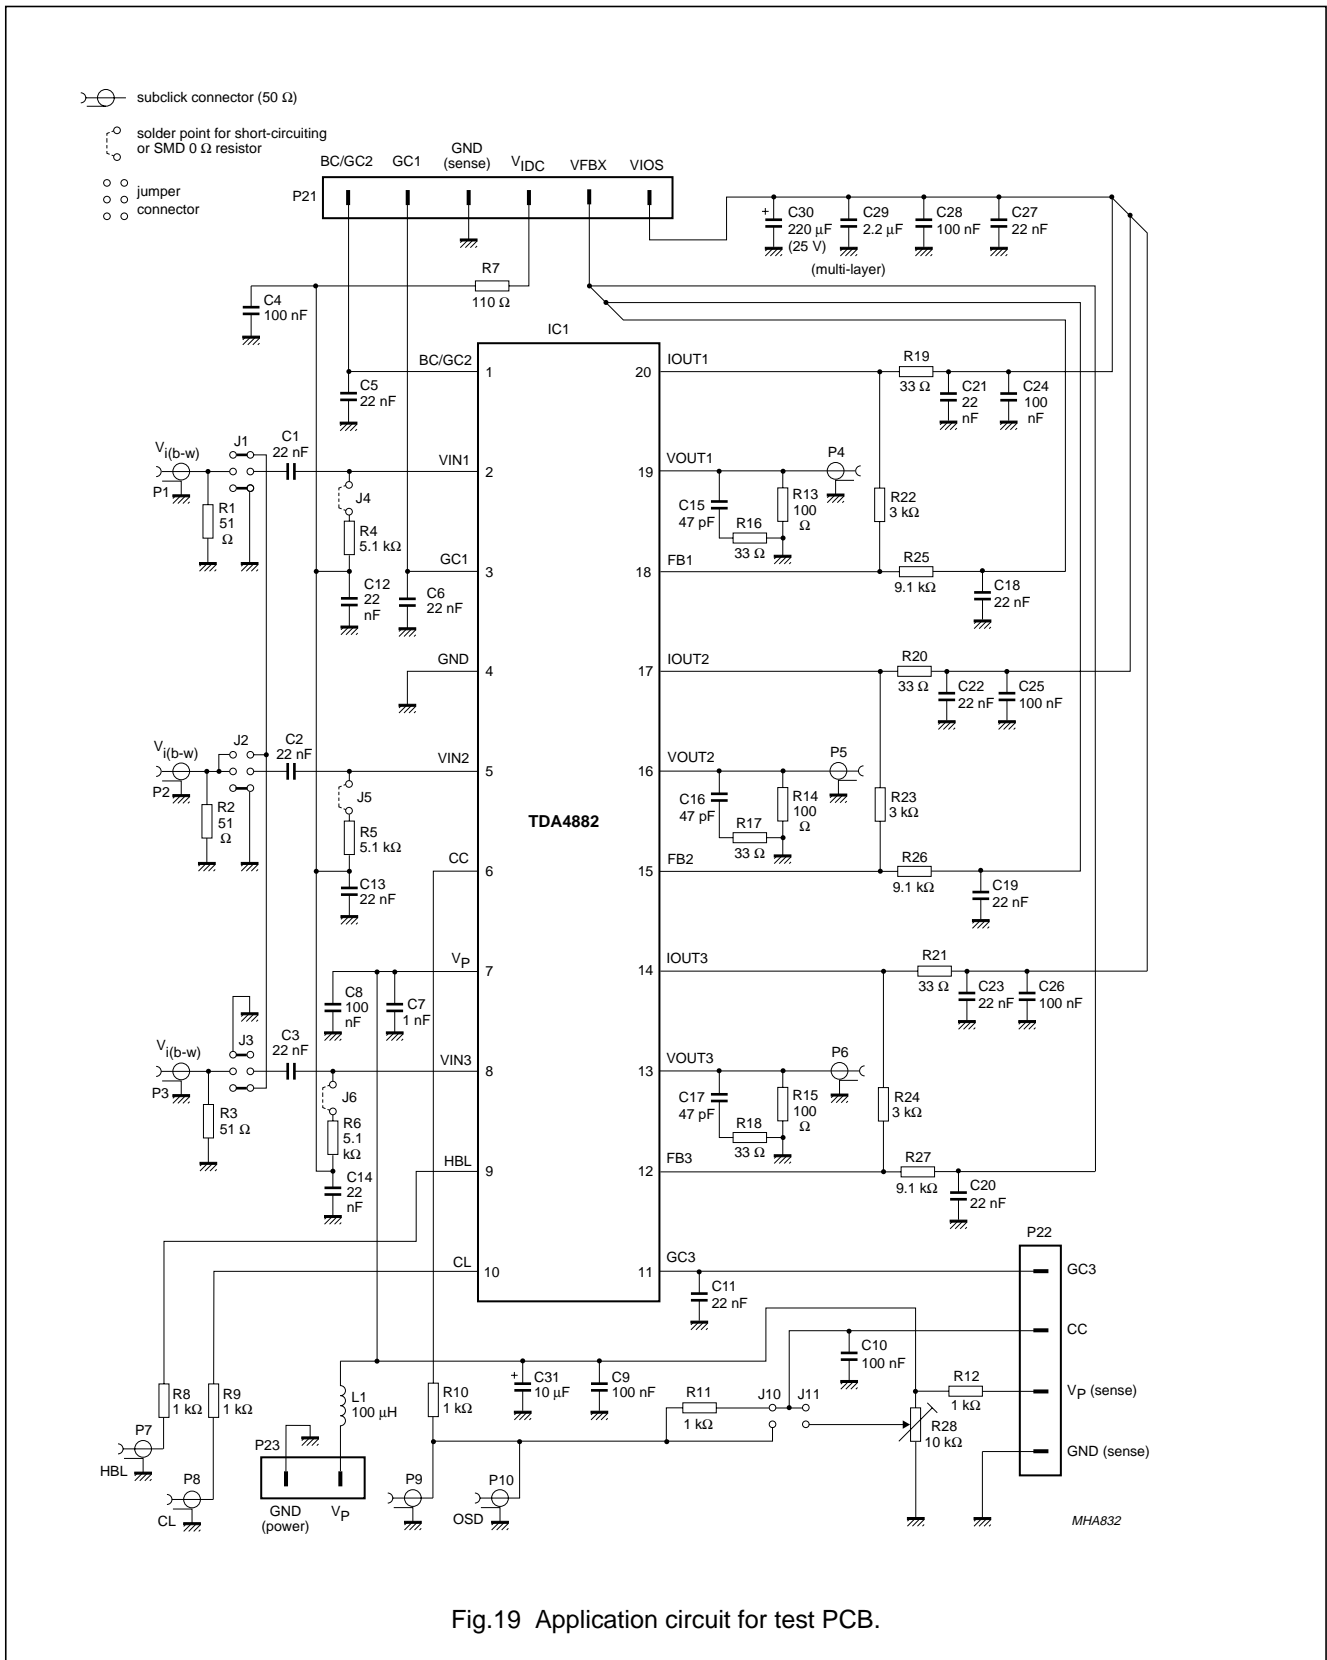 subclick connector (50 Ω)
solder point for short-circuiting
or SMD 0 Ω resistor
jumper
connector
BC/GC2
GC1
GND
(sense)
VIDC
VFBX
VIOS
P21
C30
220 μF
(25 V)
+
C29
2.2 μF
(multi-layer)
C28
100 nF
C27
22 nF
R7
110 Ω
C4
100 nF
IC1
BC/GC2
1
C5
22 nF
20
IOUT1
R19
33 Ω
C21
22
nF
C24
100
nF
Vi(b-w)
P1
J1
C1
22 nF
VIN1
2
R1
51
Ω
J4
R4
5.1 kΩ
GC1
3
C12
22
nF
C6
22 nF
19
VOUT1
P4
C15
47 pF
R13
100
Ω
R16
33 Ω
R22
3 kΩ
18
FB1
R25
9.1 kΩ
C18
22 nF
GND
4
17
IOUT2
R20
33 Ω
C22
22 nF
C25
100 nF
Vi(b-w)
P2
J2
C2
22 nF
VIN2
5
R2
51
Ω
J5
R5
5.1 kΩ
CC
6
C13
22 nF
TDA4882
16
VOUT2
P5
C16
47 pF
R14
100
Ω
R17
33 Ω
R23
3 kΩ
15
FB2
R26
9.1 kΩ
C19
22 nF
VP
7
C8
100
nF
C7
1 nF
14
IOUT3
R21
33 Ω
C23
22 nF
C26
100 nF
Vi(b-w)
P3
J3
C3
22 nF
VIN3
8
R3
51 Ω
J6
R6
5.1
kΩ
HBL
9
C14
22
nF
13
VOUT3
P6
C17
47 pF
R15
100
Ω
R18
33 Ω
R24
3 kΩ
12
FB3
R27
9.1 kΩ
C20
22 nF
CL
10
11
GC3
C11
22 nF
P22
GC3
CC
VP (sense)
GND (sense)
C10
100 nF
R12
1 kΩ
R8
1 kΩ
R9
1 kΩ
L1
100 μH
R10
1 kΩ
+
C31
10 μF
C9
100 nF
R11
1 kΩ
J10
J11
R28
10 kΩ
P7
HBL
P8
CL
P23
GND
(power)
VP
P9
P10
OSD
MHA832
Fig.19 Application circuit for test PCB.